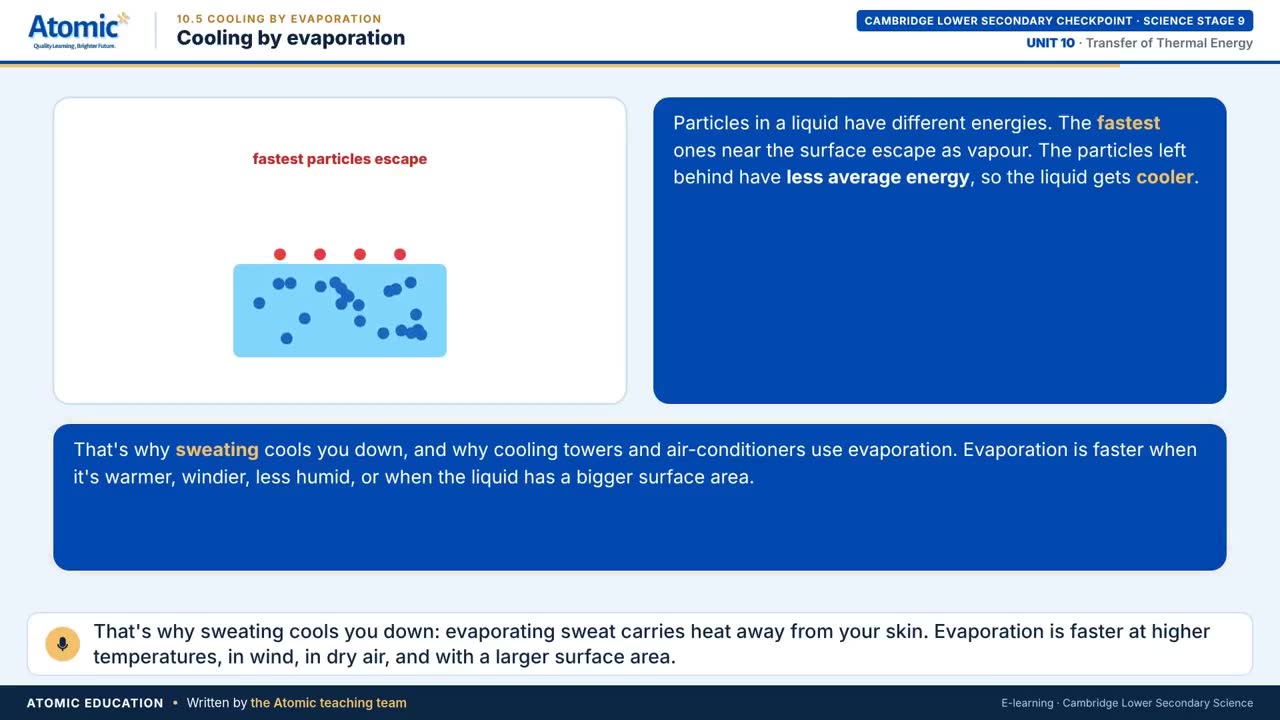 Atomic
Quality Learning, Brighter Future.
10.5 COOLING BY EVAPORATION
Cooling by evaporation
CAMBRIDGE LOWER SECONDARY CHECKPOINT · SCIENCE STAGE 9
UNIT 10 · Transfer of Thermal Energy
fastest particles escape
Particles in a liquid have different energies. The fastest
ones near the surface escape as vapour. The particles left
behind have less average energy, so the liquid gets cooler.
That's why sweating cools you down, and why cooling towers and air-conditioners use evaporation. Evaporation is faster when
it's warmer, windier, less humid, or when the liquid has a bigger surface area.
That's why sweating cools you down: evaporating sweat carries heat away from your skin. Evaporation is faster at higher
temperatures, in wind, in dry air, and with a larger surface area.
ATOMIC EDUCATION • Written by the Atomic teaching team
E-learning · Cambridge Lower Secondary Science